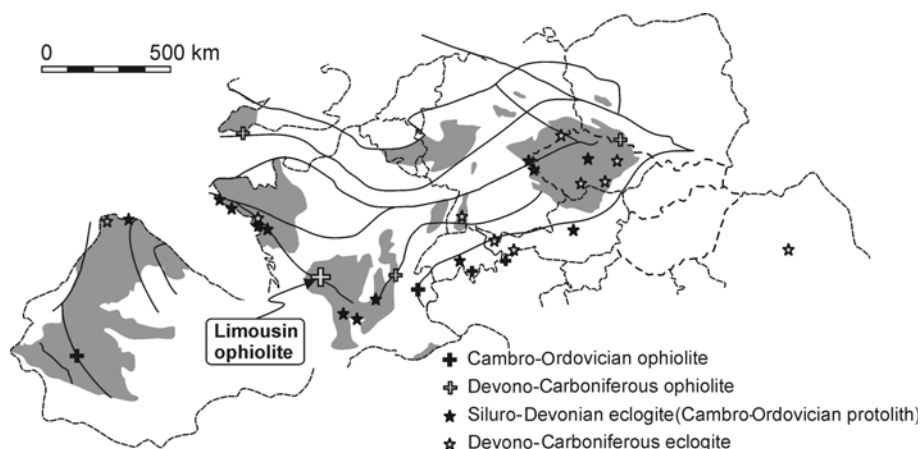 0 500 km
Limousin
ophiolite
Cambro-Ordovician ophiolite
Devono-Carboniferous ophiolite
Siluro-Devonian eclogite(Cambro-Ordovician protolith)
Devono-Carboniferous eclogite